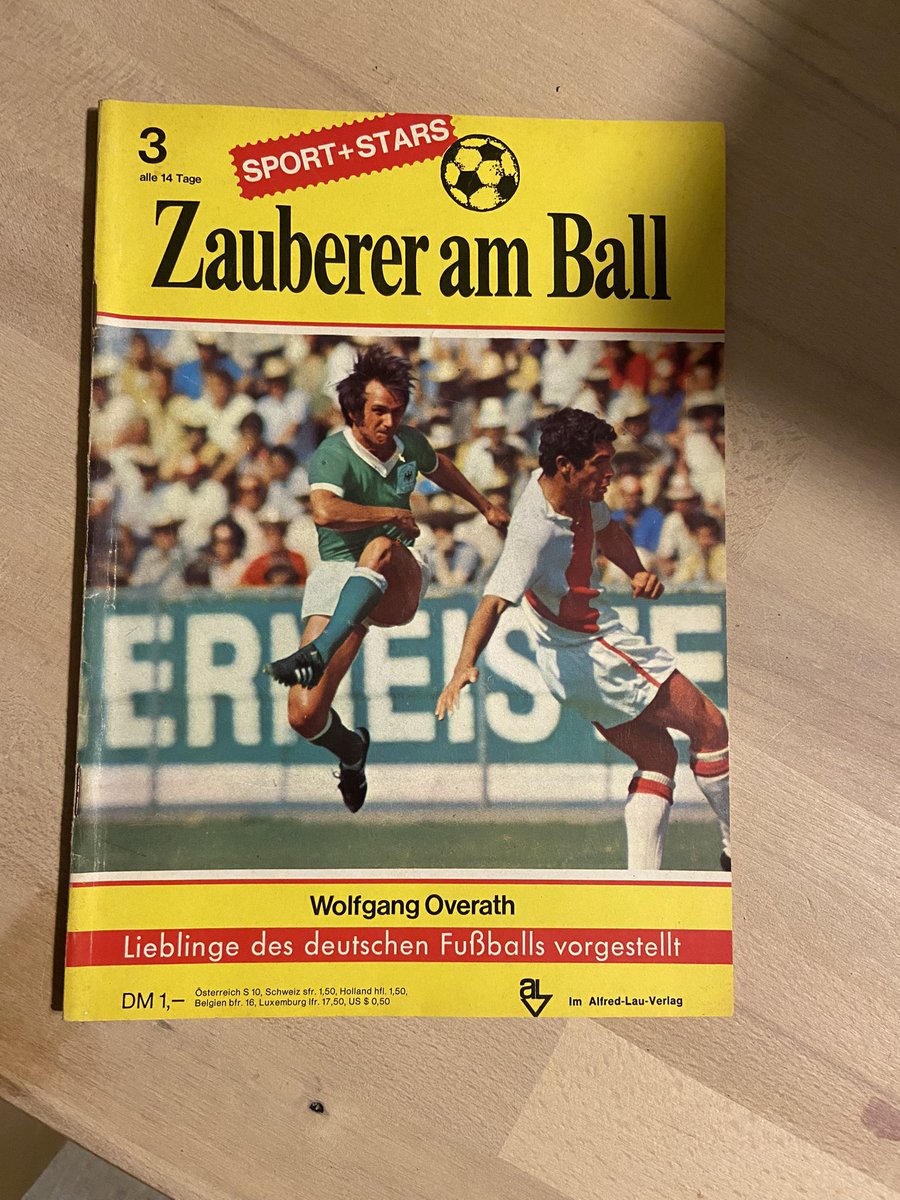 3
alle 14 Tage
SPORT+STARS
Zauberer am Ball
ERMEISTE
Wolfgang Overath
Lieblinge des deutschen Fußballs vorgestellt
DM 1,–
Österreich S 10, Schweiz sfr. 1,50, Holland hfl. 1,50,
Belgien bfr. 16, Luxemburg lfr. 17,50, US $ 0,50
aL
Im Alfred-Lau-Verlag